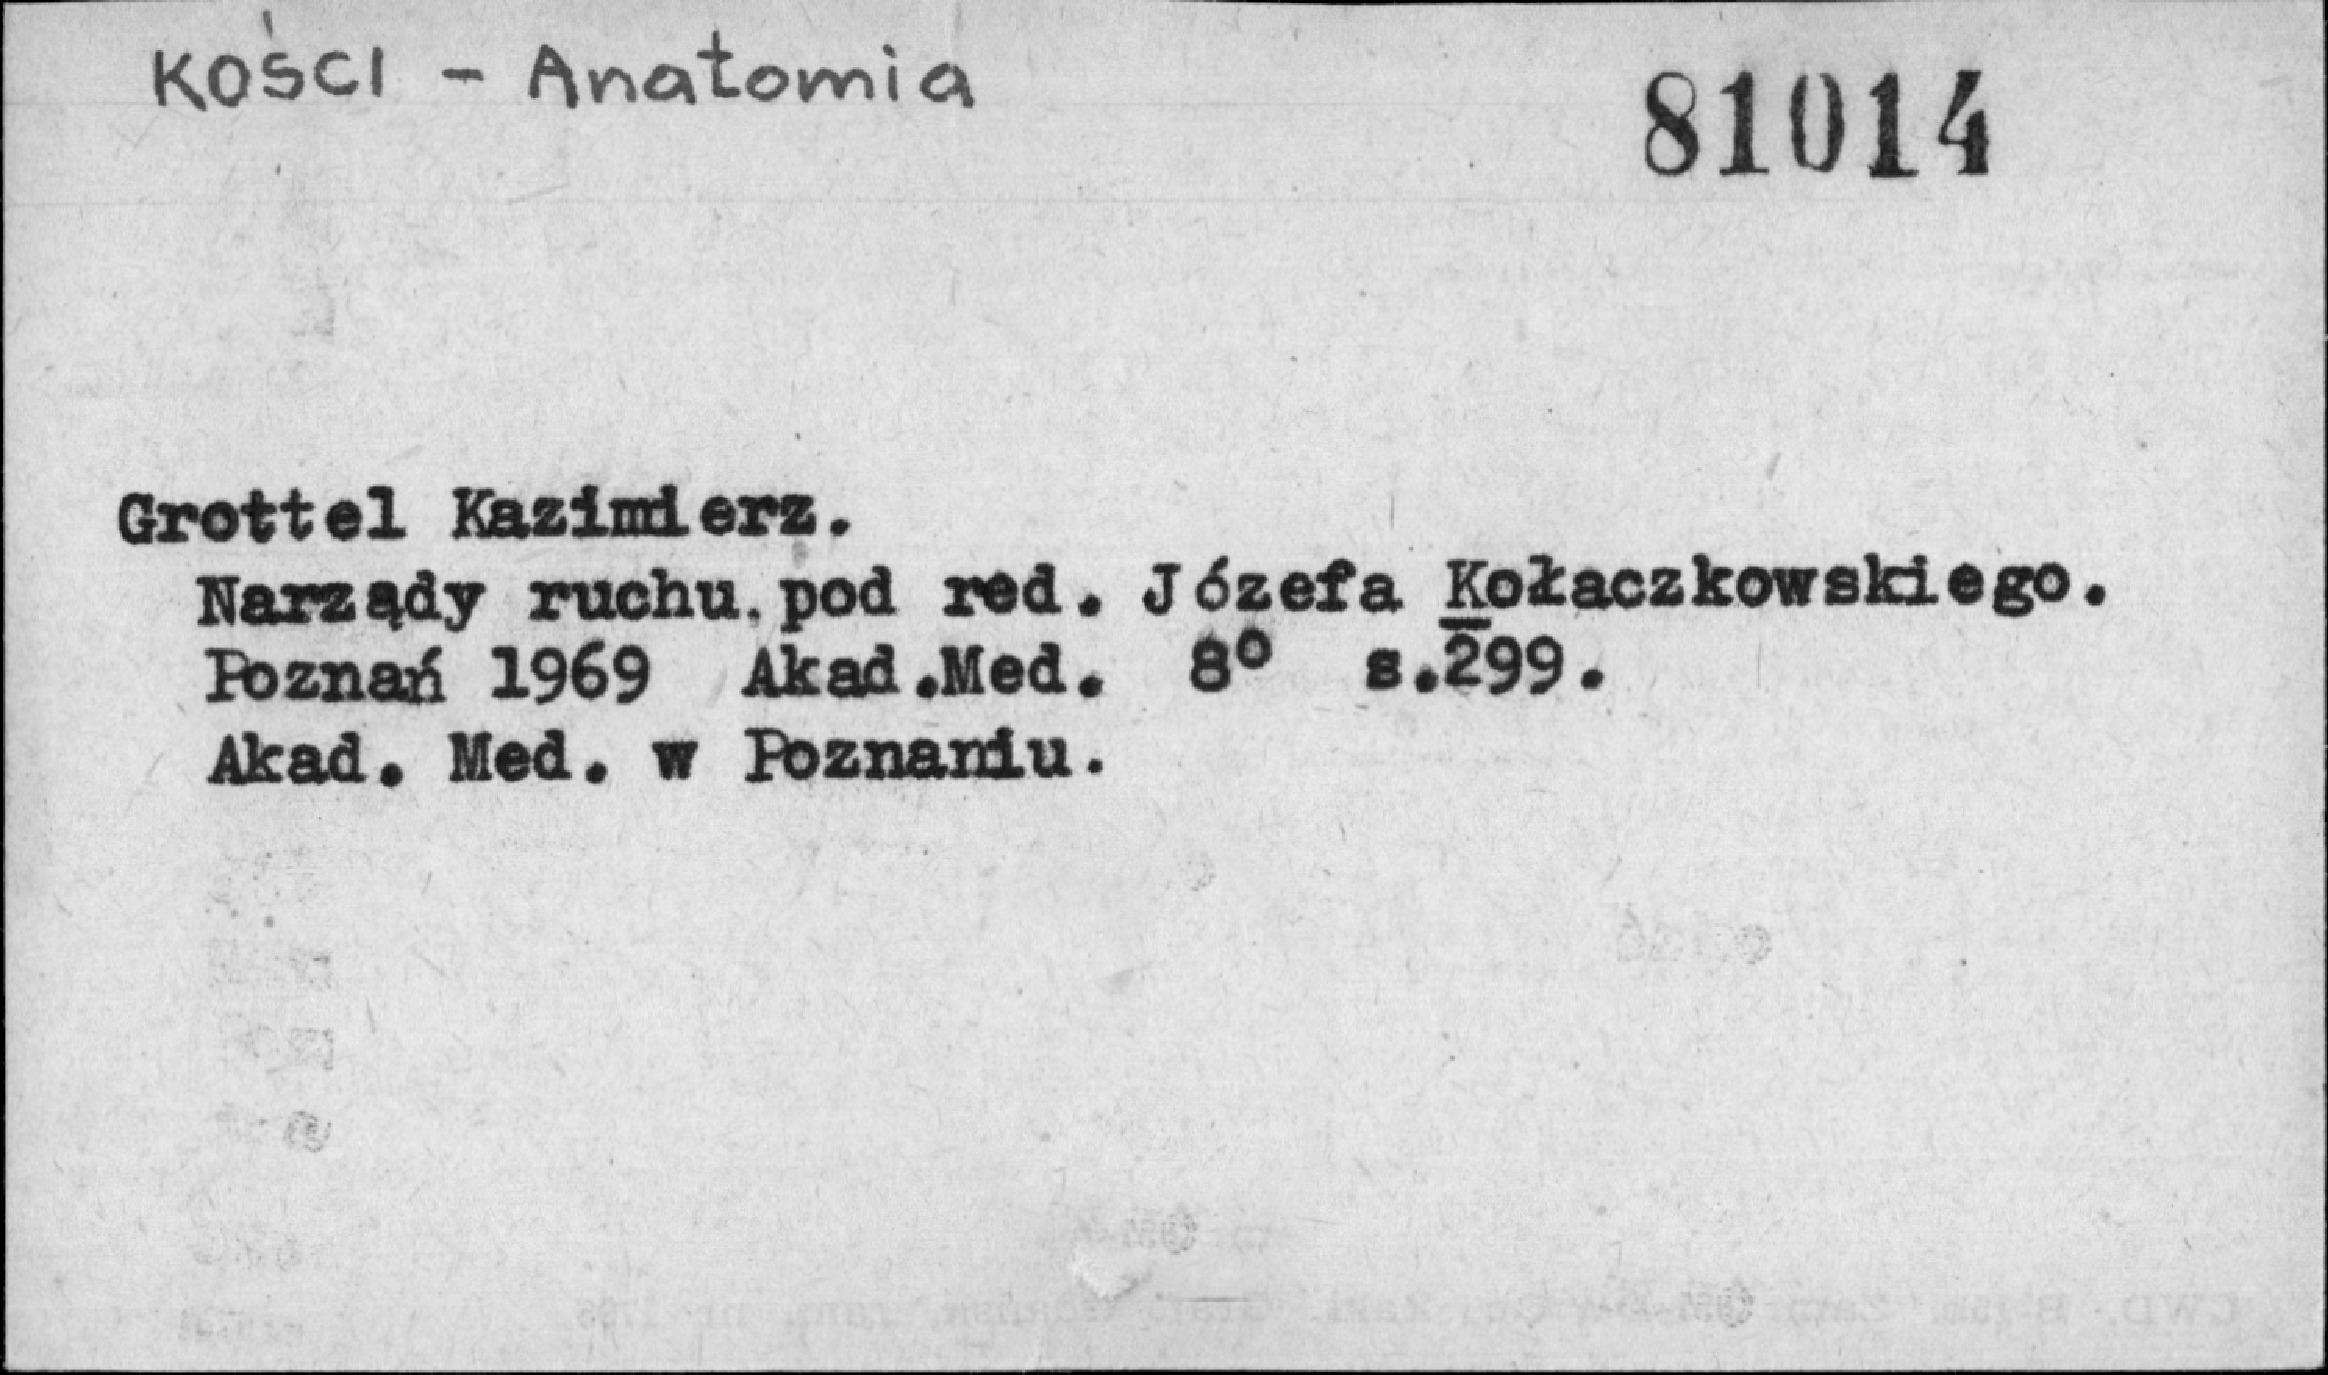 KOŚCI - Anatomia
81014
Grottel Kazimierz.
Narządy ruchu. pod red. Józefa Kołaczkowskiego.
Poznań 1969 Akad.Med. 8º s.299.
Akad. Med. w Poznaniu.